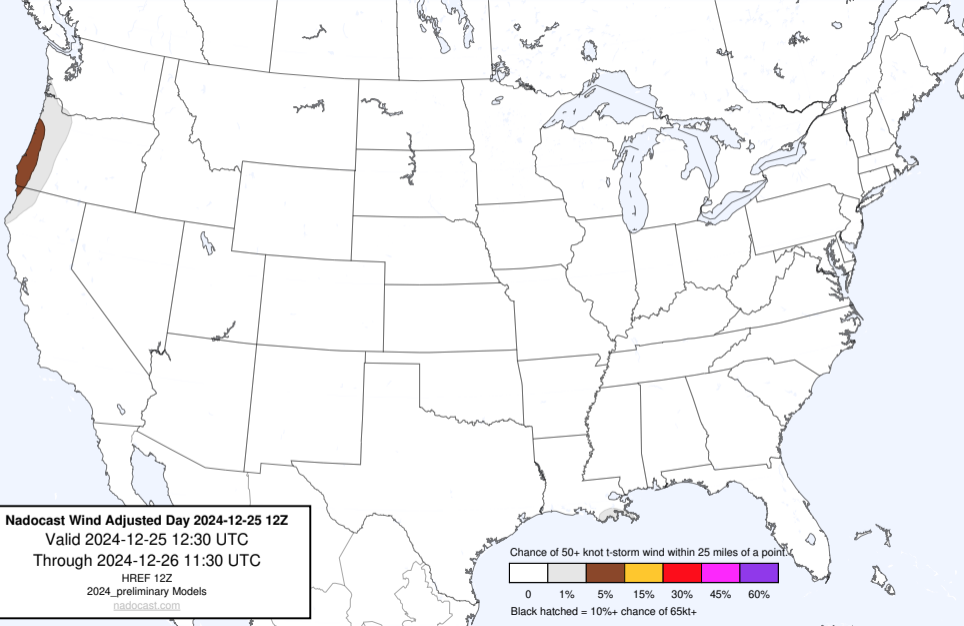 Nadocast Wind Adjusted Day 2024-12-25 12Z
Valid 2024-12-25 12:30 UTC
Through 2024-12-26 11:30 UTC
HREF 12Z
2024_preliminary Models
nadocast.com
Chance of 50+ knot t-storm wind within 25 miles of a point.
0 1% 5% 15% 30% 45% 60%
Black hatched = 10%+ chance of 65kt+